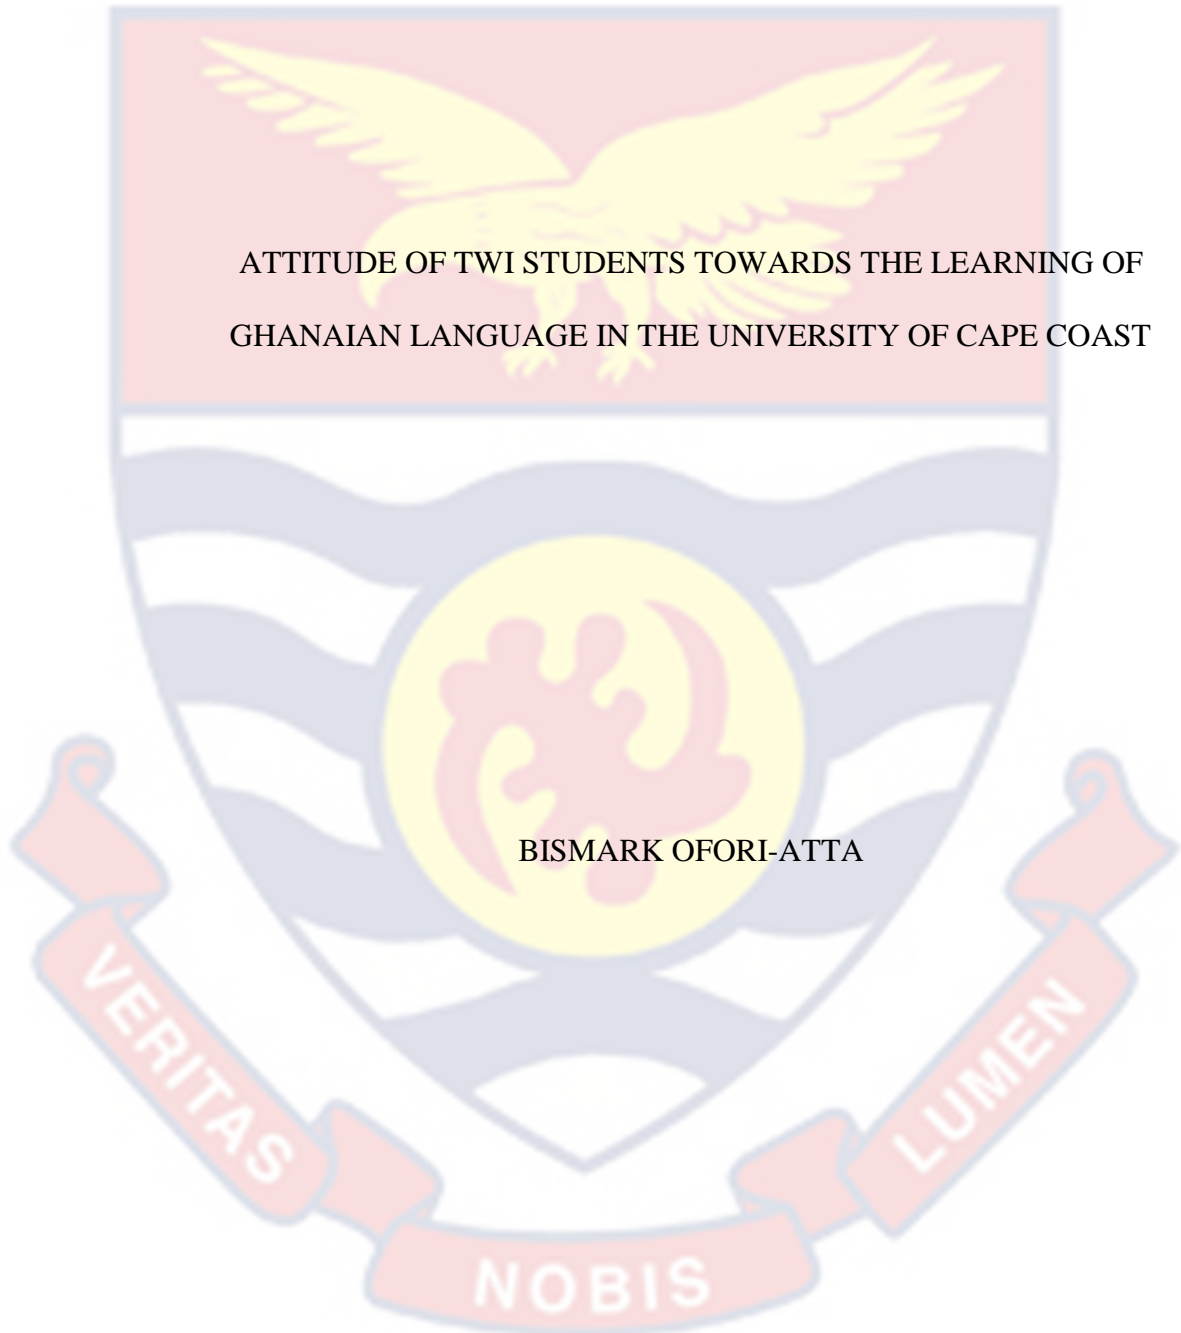 ATTITUDE OF TWI STUDENTS TOWARDS THE LEARNING OF
GHANAIAN LANGUAGE IN THE UNIVERSITY OF CAPE COAST
BISMARK OFORI-ATTA
VERITAS
NOBIS
LUMEN